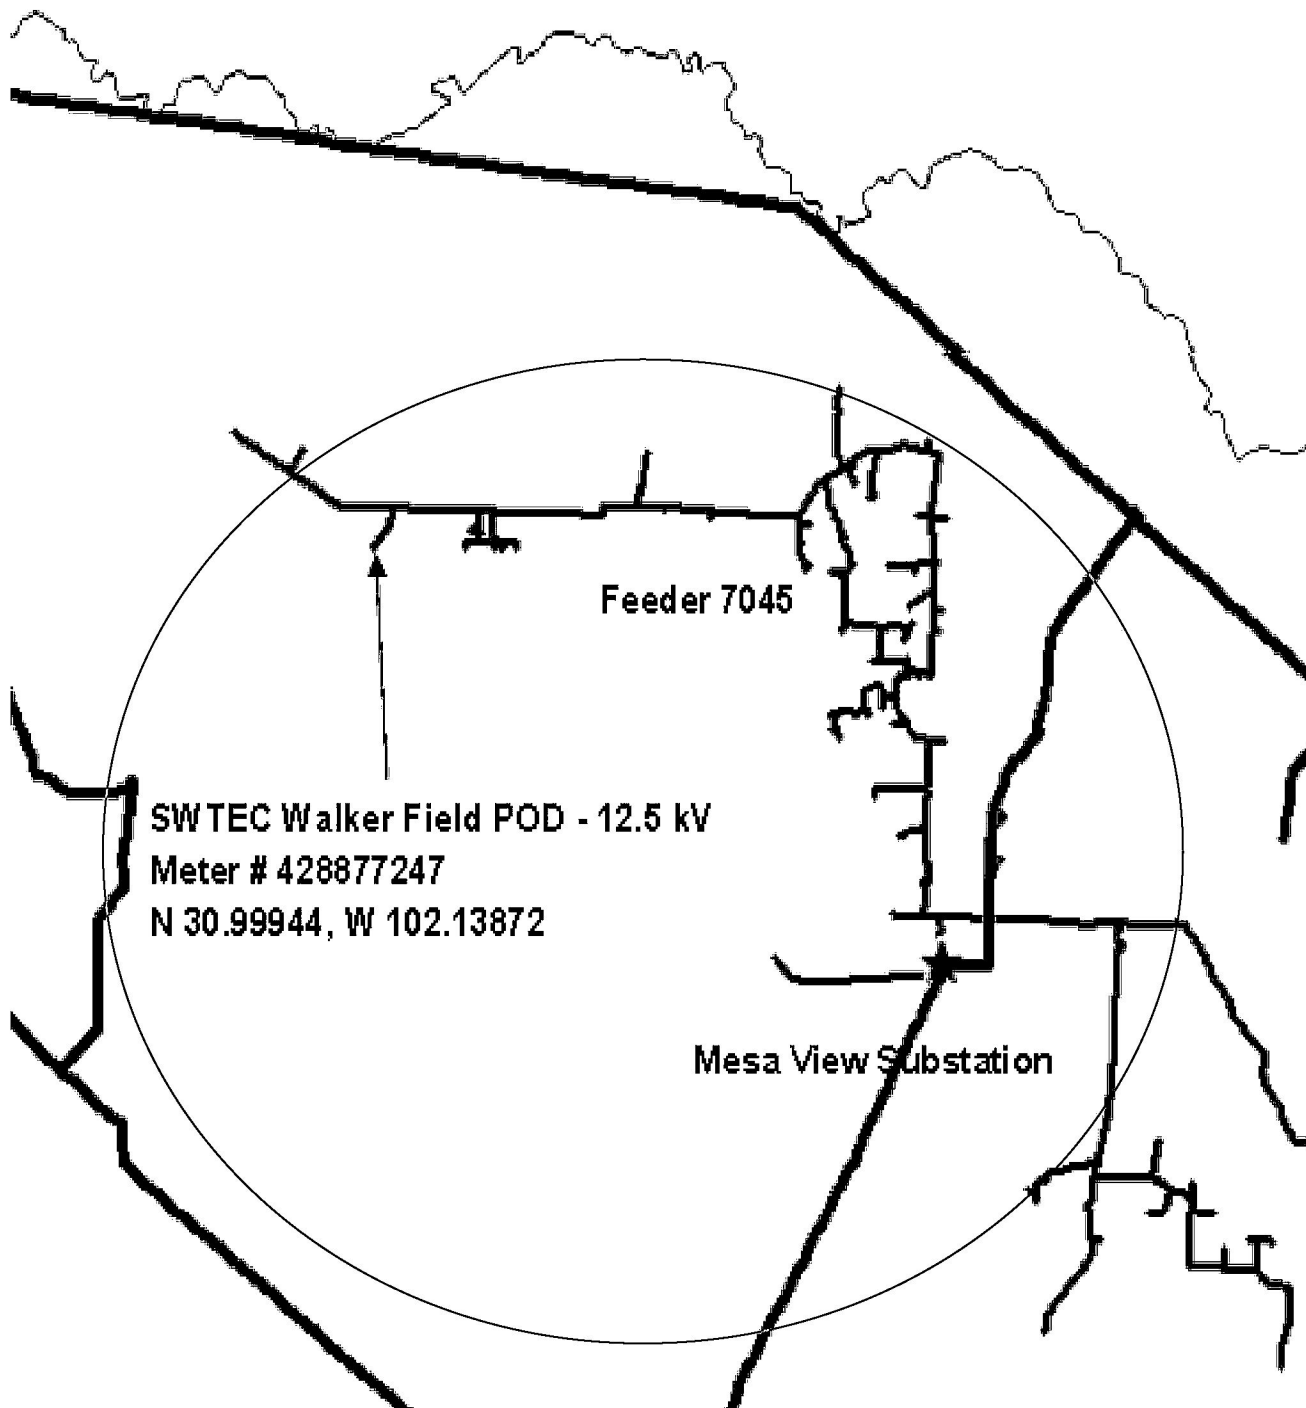 Feeder 7045
SWTEC Walker Field POD - 12.5 kV
Meter # 428877247
N 30.99944, W 102.13872
Mesa View Substation